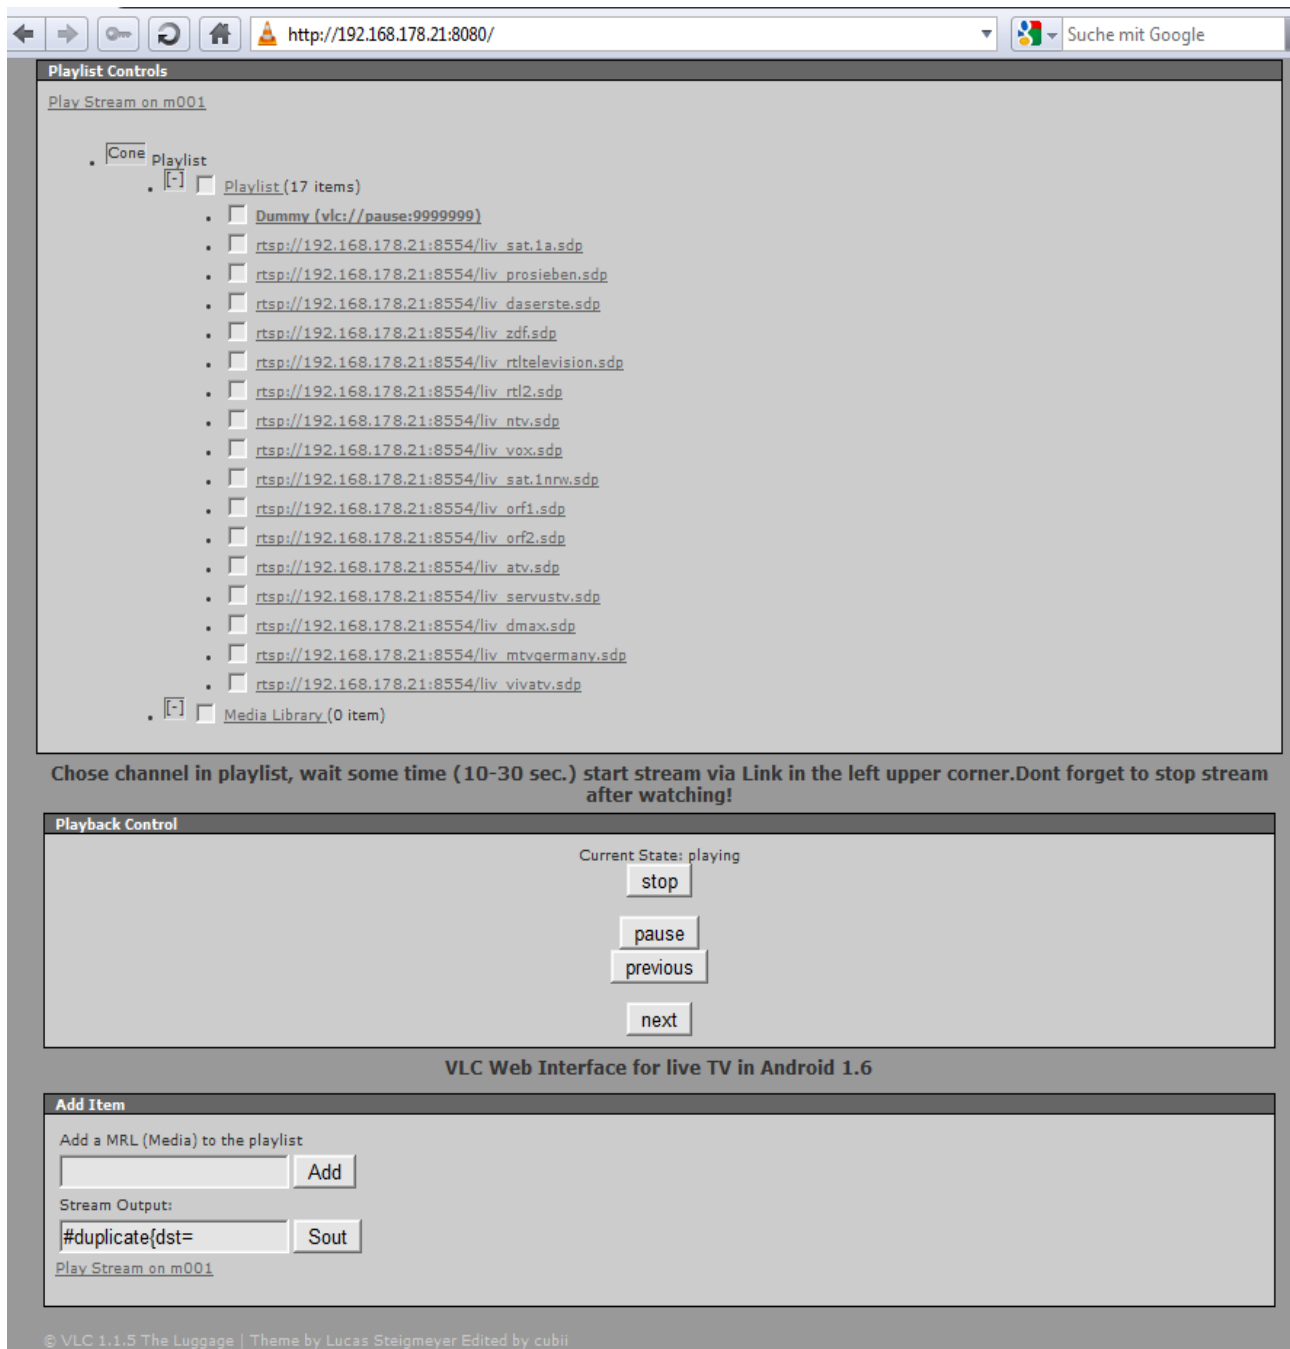 http://192.168.178.21:8080/
Suche mit Google
Playlist Controls
Play Stream on m001
Cone Playlist
[-] Playlist (17 items)
Dummy (vlc://pause:9999999)
rtsp://192.168.178.21:8554/liv_sat.1a.sdp
rtsp://192.168.178.21:8554/liv_prosieben.sdp
rtsp://192.168.178.21:8554/liv_daserste.sdp
rtsp://192.168.178.21:8554/liv_zdf.sdp
rtsp://192.168.178.21:8554/liv_rtltelevision.sdp
rtsp://192.168.178.21:8554/liv_rtl2.sdp
rtsp://192.168.178.21:8554/liv_ntv.sdp
rtsp://192.168.178.21:8554/liv_vox.sdp
rtsp://192.168.178.21:8554/liv_sat.1nrw.sdp
rtsp://192.168.178.21:8554/liv_orf1.sdp
rtsp://192.168.178.21:8554/liv_orf2.sdp
rtsp://192.168.178.21:8554/liv_atv.sdp
rtsp://192.168.178.21:8554/liv_servustv.sdp
rtsp://192.168.178.21:8554/liv_dmax.sdp
rtsp://192.168.178.21:8554/liv_mtvgermany.sdp
rtsp://192.168.178.21:8554/liv_vivatv.sdp
[-] Media Library (0 item)
Chose channel in playlist, wait some time (10-30 sec.) start stream via Link in the left upper corner.Dont forget to stop stream
after watching!
Playback Control
Current State: playing
stop
pause
previous
next
VLC Web Interface for live TV in Android 1.6
Add Item
Add a MRL (Media) to the playlist
Add
Stream Output:
#duplicate{dst= Sout
Play Stream on m001
© VLC 1.1.5 The Luggage | Theme by Lucas Steigmeyer Edited by cubii